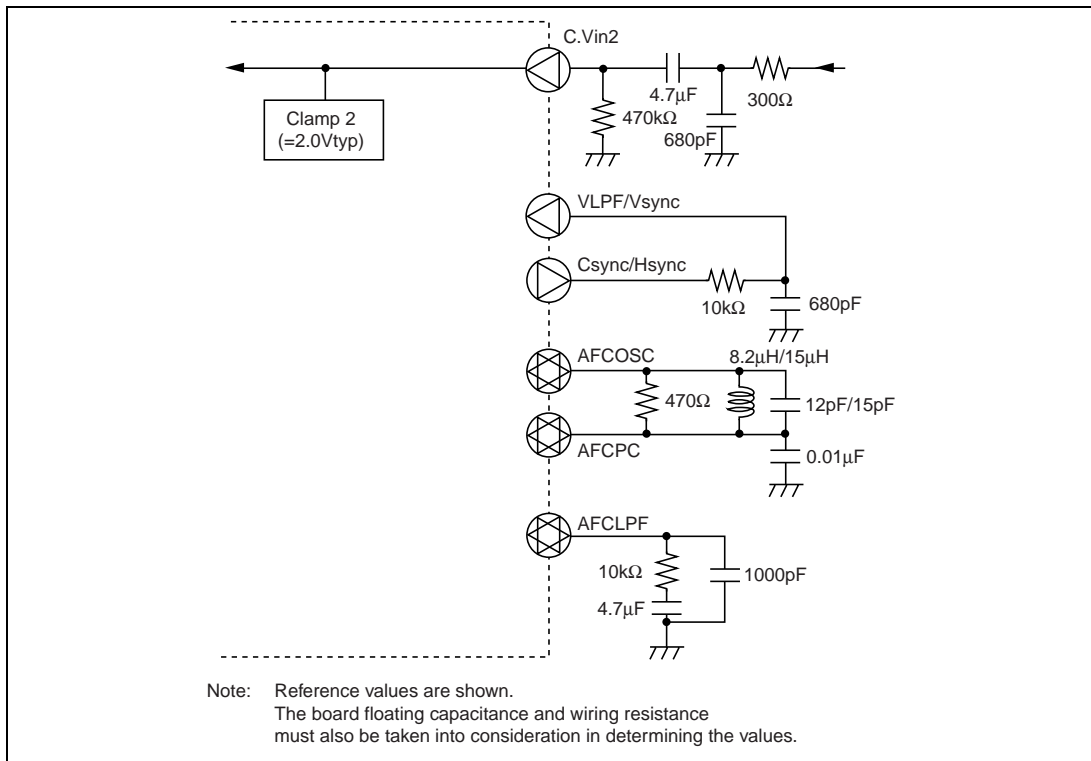 C.Vin2
4.7μF
300Ω
Clamp 2
(=2.0Vtyp)
470kΩ
680pF
VLPF/Vsync
Csync/Hsync
10kΩ
680pF
AFCOSC
8.2μH/15μH
470Ω
12pF/15pF
AFCPC
0.01μF
AFCLPF
10kΩ
1000pF
4.7μF
Note: Reference values are shown.
The board floating capacitance and wiring resistance
must also be taken into consideration in determining the values.